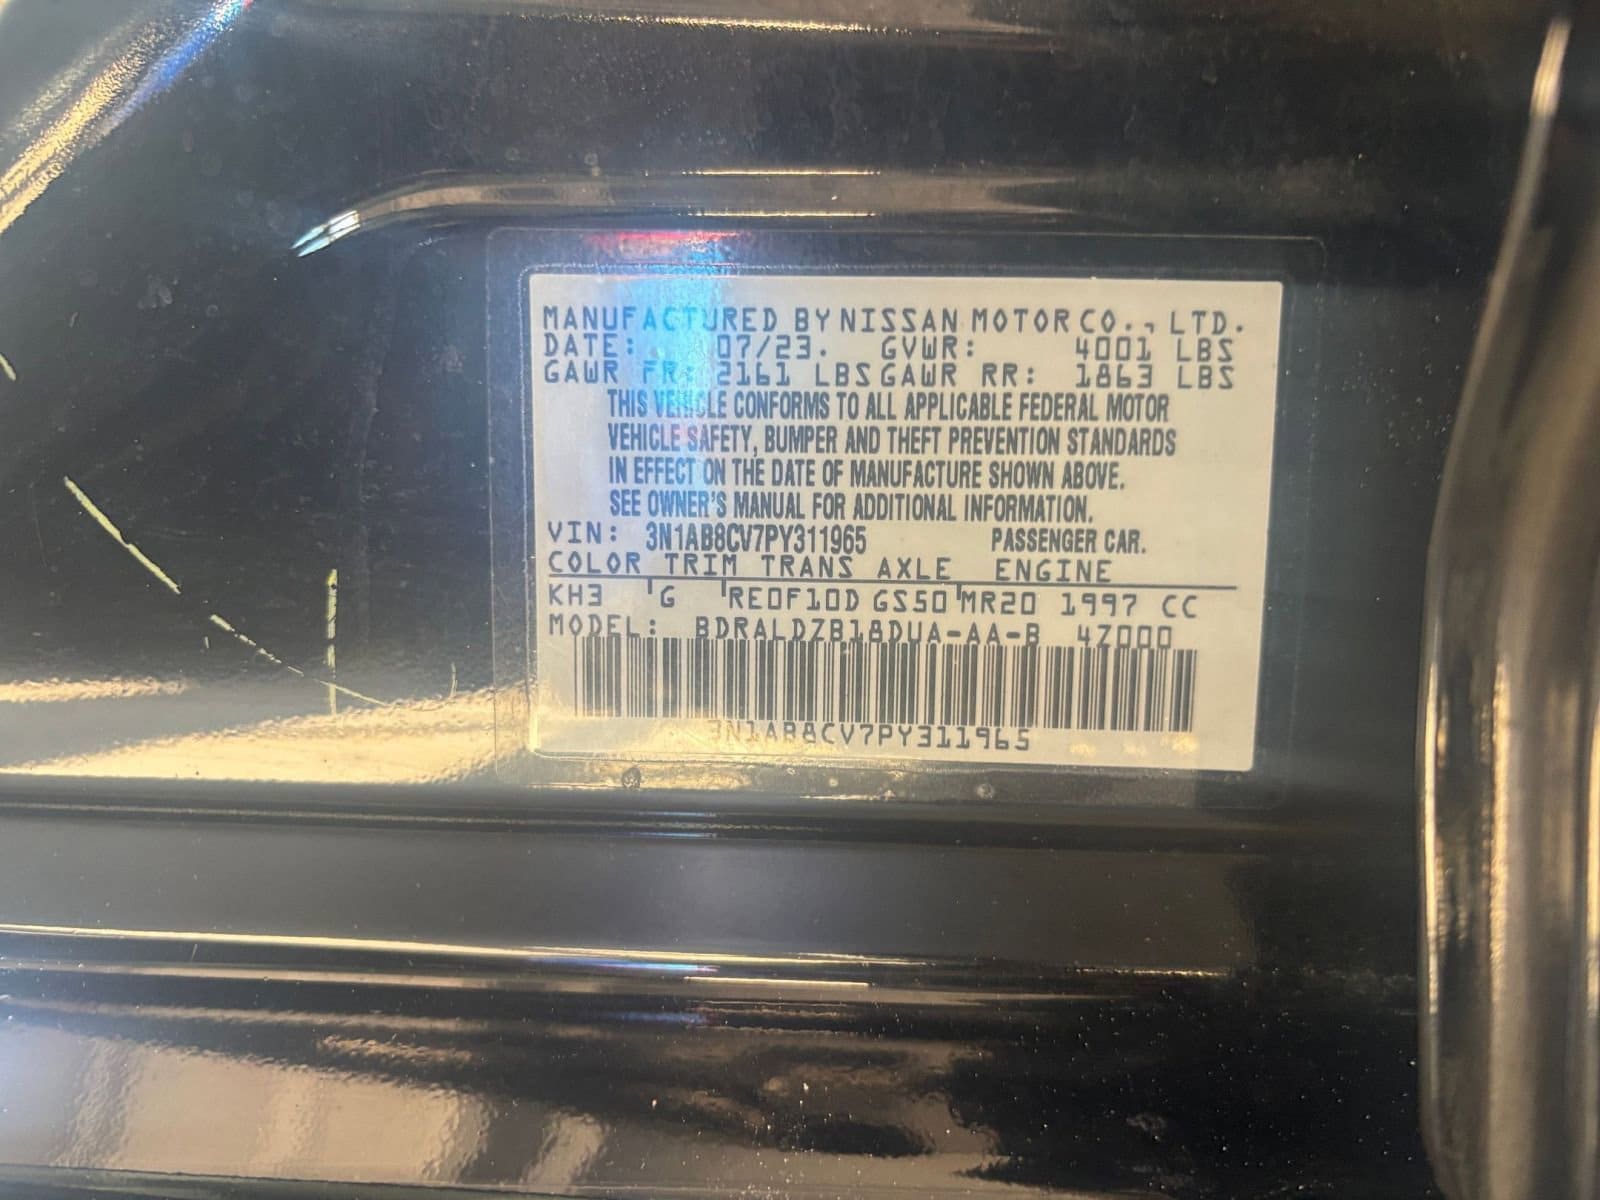 MANUFACTURED BY NISSAN MOTOR CO., LTD.
DATE: 07/23. GVWR: 4001 LBS
GAWR FR: 2161 LBS GAWR RR: 1863 LBS
THIS VEHICLE CONFORMS TO ALL APPLICABLE FEDERAL MOTOR
VEHICLE SAFETY, BUMPER AND THEFT PREVENTION STANDARDS
IN EFFECT ON THE DATE OF MANUFACTURE SHOWN ABOVE.
SEE OWNER'S MANUAL FOR ADDITIONAL INFORMATION.
VIN: 3N1AB8CV7PY311965 PASSENGER CAR.
COLOR TRIM TRANS AXLE ENGINE
KH3 G RE0F10D GS50 MR20 1997 CC
MODEL: BDRALDZB18DUA-AA-B 4Z000
3N1AB8CV7PY311965